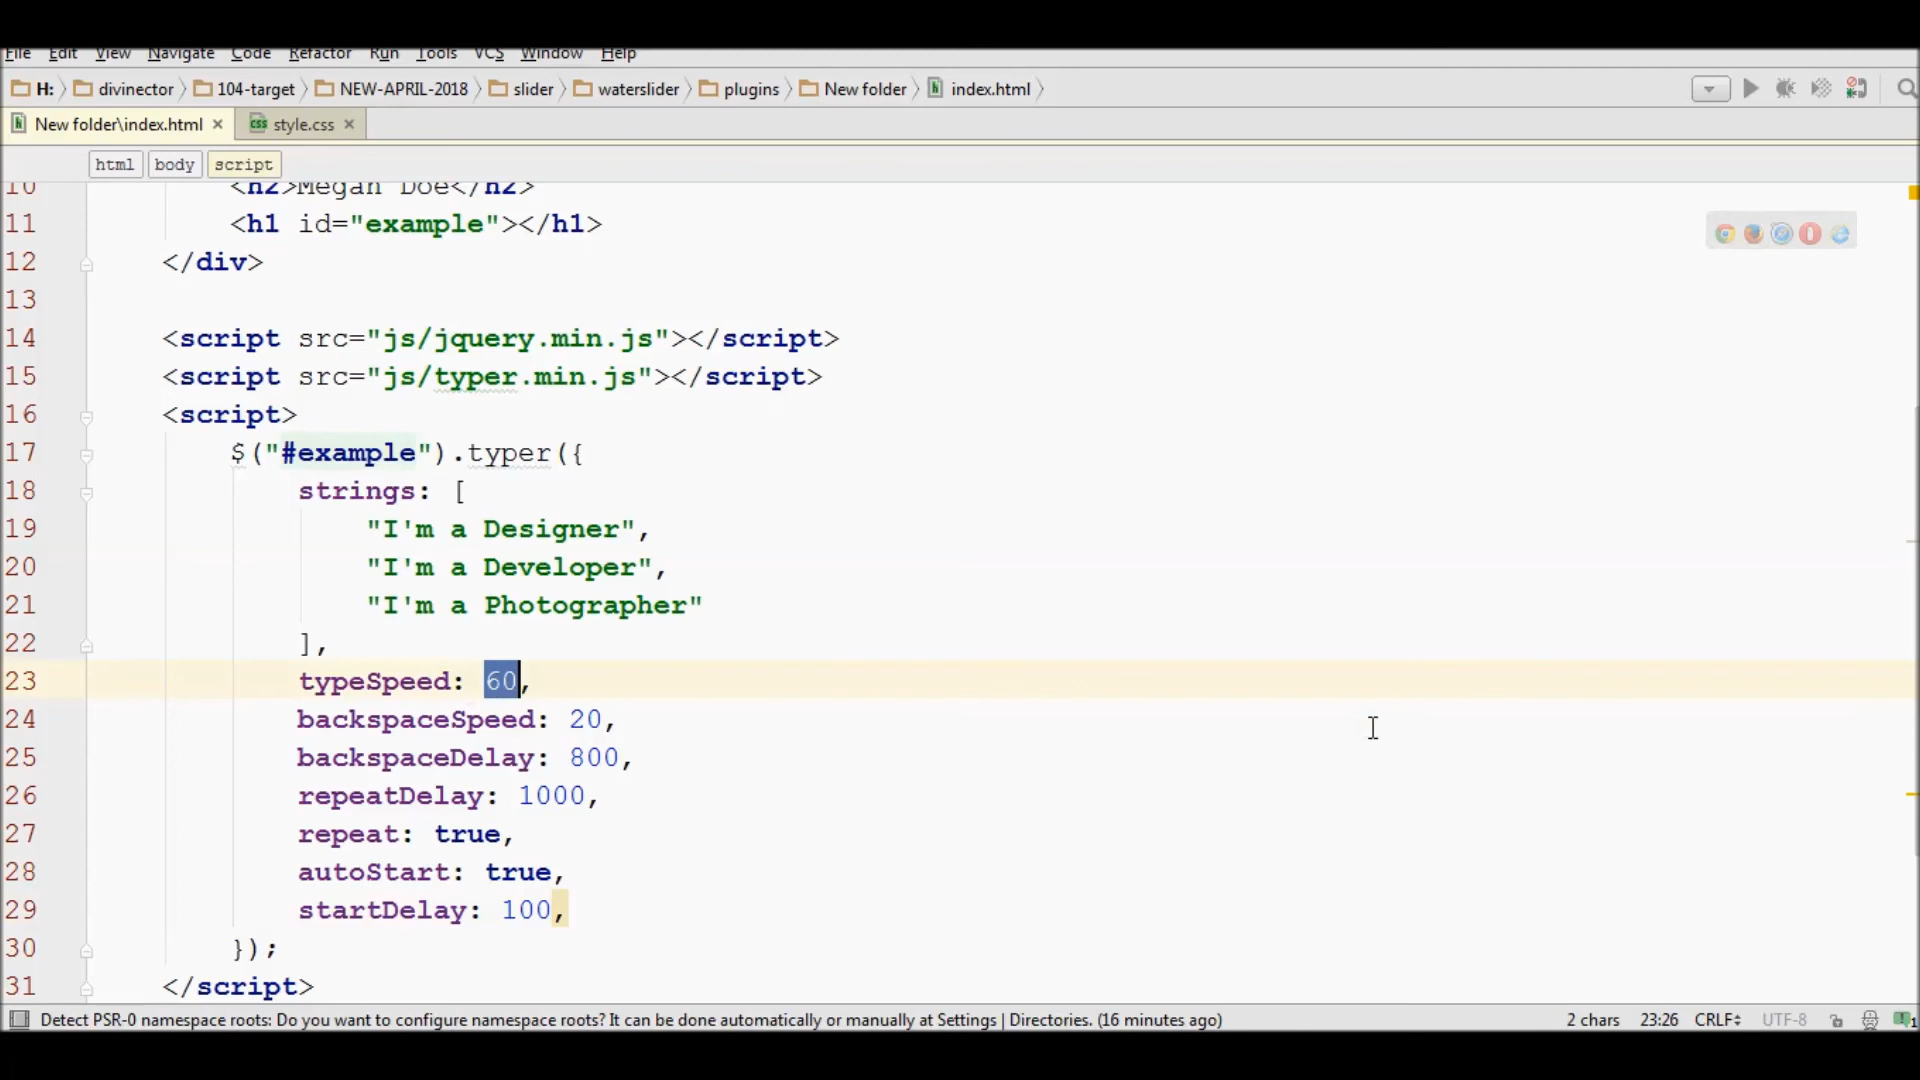 File Edit View Navigate Code Refactor Run Tools VCS Window Help
H: divinector 104-target NEW-APRIL-2018 slider waterslider plugins New folder index.html
New folder\index.html style.css
html body script
10 <h2>Megan Doe</h2>
11 <h1 id="example"></h1>
12 </div>
13
14 <script src="js/jquery.min.js"></script>
15 <script src="js/typer.min.js"></script>
16 <script>
17 $("#example").typer({
18 strings: [
19 "I'm a Designer",
20 "I'm a Developer",
21 "I'm a Photographer"
22 ],
23 typeSpeed: 60,
24 backspaceSpeed: 20,
25 backspaceDelay: 800,
26 repeatDelay: 1000,
27 repeat: true,
28 autoStart: true,
29 startDelay: 100,
30 });
31 </script>
Detect PSR-0 namespace roots: Do you want to configure namespace roots? It can be done automatically or manually at Settings | Directories. (16 minutes ago) 2 chars 23:26 CRLF UTF-8 1